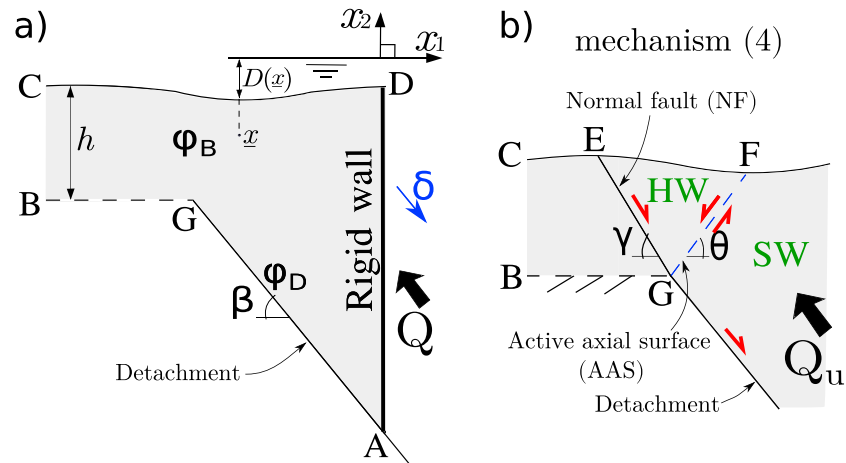 a)
x₂
x₁
C
D(x)
D
h
φB
x
δ
Rigid wall
B
G
φD
β
Q
Detachment
A
b)
mechanism (4)
Normal fault (NF)
C
E
F
HW
γ
θ
SW
B
G
Active axial surface
(AAS)
Qu
Detachment